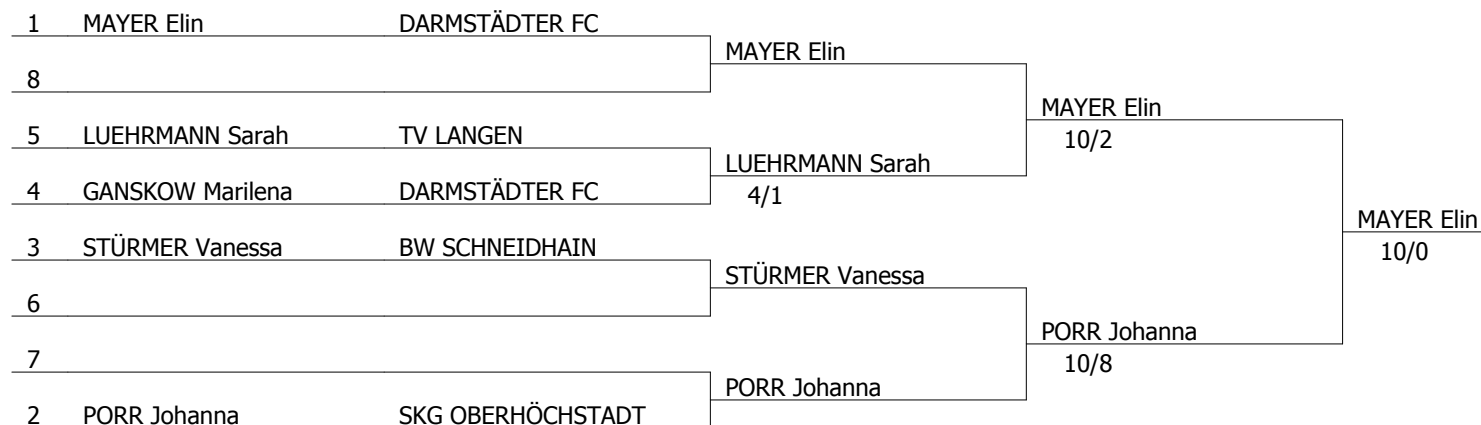 1 MAYER Elin DARMSTÄDTER FC
MAYER Elin
8
MAYER Elin
5 LUEHRMANN Sarah TV LANGEN
10/2
LUEHRMANN Sarah
4 GANSKOW Marilena DARMSTÄDTER FC
4/1
MAYER Elin
3 STÜRMER Vanessa BW SCHNEIDHAIN
10/0
STÜRMER Vanessa
6
PORR Johanna
7
10/8
PORR Johanna
2 PORR Johanna SKG OBERHÖCHSTADT